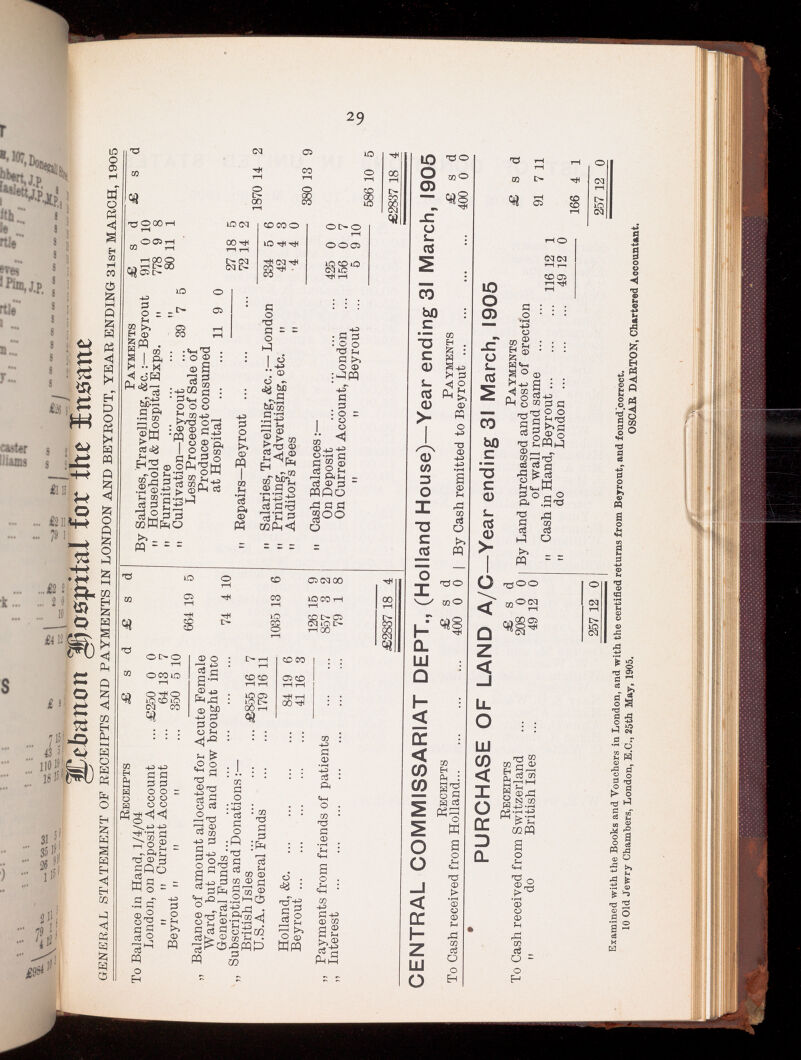 29
Lebanon Hospital for the Insane
GENERAL STATEMENT OF RECEIPTS AND PAYMENTS IN LONDON AND BEYROUT, YEAR ENDING 31ST MARCH, 1905
RECEIPTS £ s d £ s d
To Balance in Hand, 1/4/04
London, on Deposit Account ... £250 0 0
" " Current Account ... 64 13 7
Beyrout " " " ... 350 5 10
664 19 5
„ Balance of amount allocated for Acute Female
Ward, but not used and now brought into
General Funds ... ... ... ... ... 74 4 10
„ Subscriptions and Donations:—
British Isles ... ... ... ... £855 16 7
U.S.A. General Funds ... ... 179 16 11
1035 13 6
Holland, &c. ... ... ... ... 84 19 6
Beyrout ... ... ... ... ... 41 16 3
126 15 9
„ Payments from friends of patients ... ... 857 3 2
„ Interest ... ... ... ... ... ... 79 1 8
£2837 18 4
PAYMENTS £ s d £ s d
By Salaries, Travelling, &c.:— Beyrout 911 0 10
" Household & Hospital Exps. " 778 9 8
" Furniture ... ... ... ... " 80 11 1
" Cultivation—Beyrout 39 7 5
Less Proceeds of Sale of
Produce not consumed
at Hospital ... ... 11 9 0
27 18 5
" Repairs—Beyrout ... ... ... 72 14 2
1870 14 2
" Salaries, Travelling, &c.:— London 334 5 6
" Printing, Advertising, etc. " 42 4 3
" Auditor's Fees " 4 4 0
380 13 9
" Cash Balances:—
On Deposit ... ... ... ... 425 0 0
On Current Account, London ... 156 0 7
" " Beyrout ... 5 9 10
586 10 5
£2837 18 4
CENTRAL COMMISSARIAT DEPT., (Holland House)—Year ending 31 March, 1905
RECEIPTS £ s d
To Cash received from Holland... ... ... ... 400 0 0
PAYMENTS £ s d
By Cash remitted to Beyrout ... ... ... ... 400 0 0
PURCHASE OF LAND A/C—Year ending 31 March, 1905
RECEIPTS £ s d
To Cash received from Switzerland ... 208 0 0
" do British Isles ... 49 12 0
257 12 0
PAYMENTS £ s d
By Land purchased and cost of erection
of wall round same ... ... ... 91 7 11
" Cash in Hand, Beyrout ... ... 116 12 1
" do London ... ... ... 49 12 0
166 4 1
257 12 0
Examined with the Books and Vouchers in London, and with the certified returns from Beyrout, and found correct.
10 Old Jewry Chambers, London, E.C., 25th May, 1905.
OSCAR DARTON, Chartered Accountant.